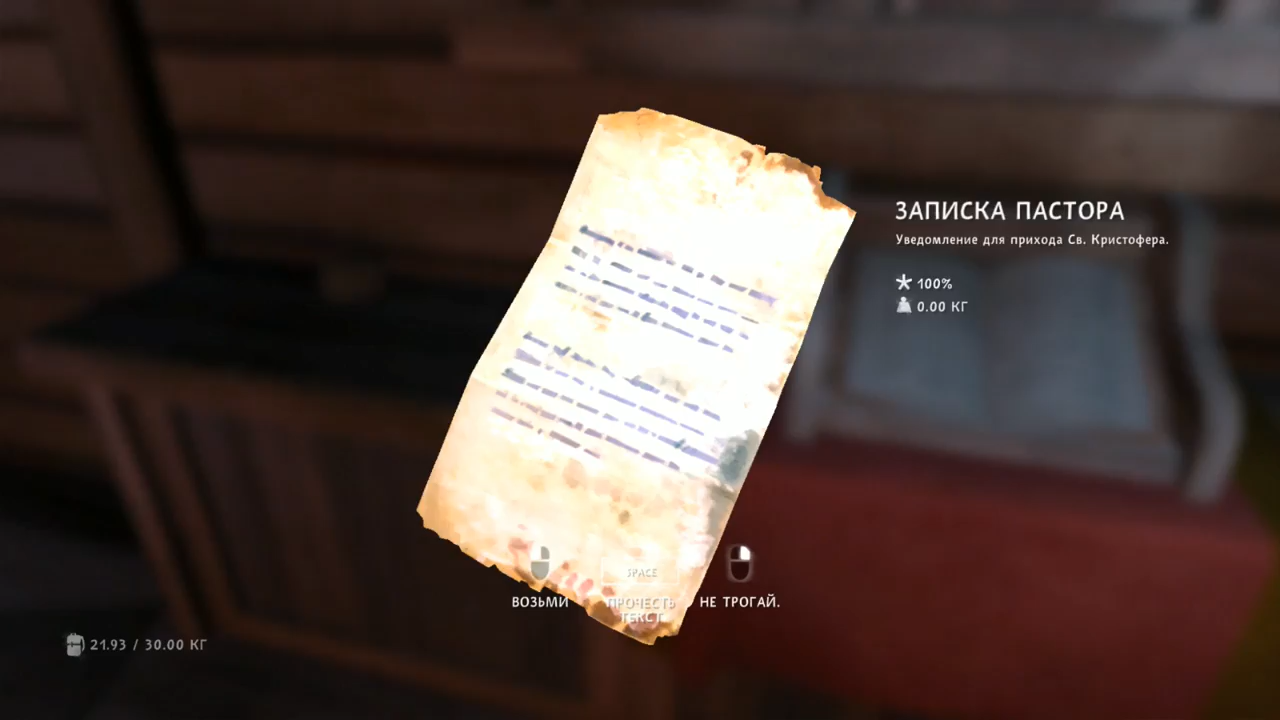 ЗАПИСКА ПАСТОРА
Уведомление для прихода Св. Кристофера.
100%
0.00 КГ
SPACE
ВОЗЬМИ
ПРОЧЕСТЬ ТЕКСТ
НЕ ТРОГАЙ.
21.93 / 30.00 КГ